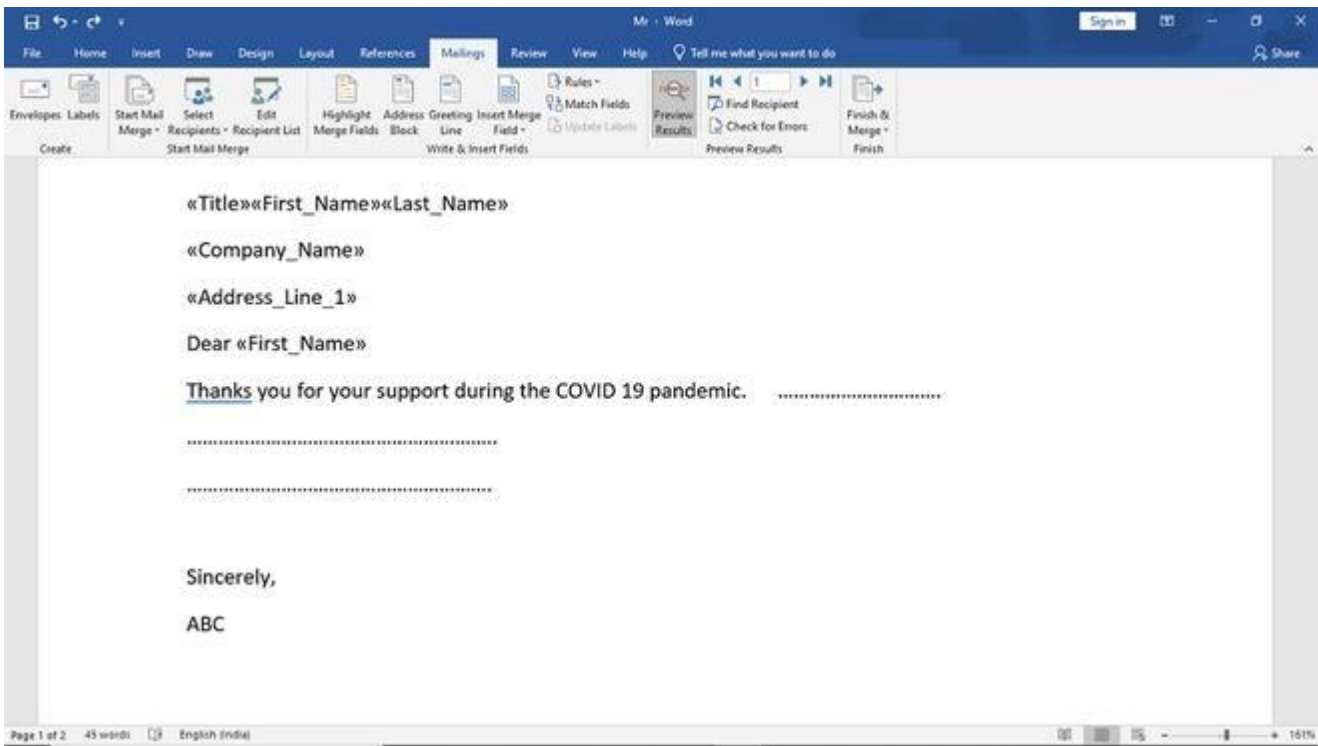 Mr - Word
Sign in
File Home Insert Draw Design Layout References Mailings Review View Help Tell me what you want to do Share
Envelopes Labels Start Mail Merge Select Recipients Edit Recipient List Highlight Merge Fields Address Block Greeting Line Insert Merge Field Rules Match Fields Update Labels Preview Results 1 Find Recipient Check for Errors Finish & Merge
Create Start Mail Merge Write & Insert Fields Preview Results Finish
«Title»«First_Name»«Last_Name»
«Company_Name»
«Address_Line_1»
Dear «First_Name»
Thanks you for your support during the COVID 19 pandemic. ...............................
...........................................................
..........................................................
Sincerely,
ABC
Page 1 of 2 45 words English (India) 161%